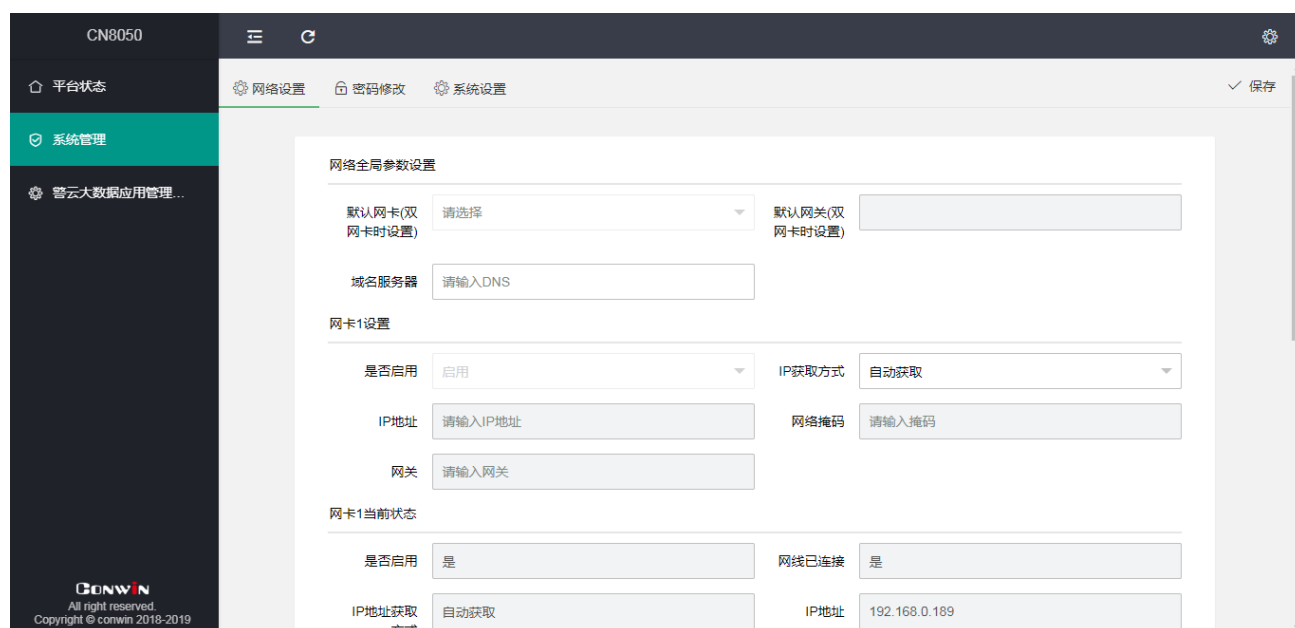 CN8050
平台状态
系统管理
警云大数据应用管理...
CONWIN
All right reserved.
Copyright © conwin 2018-2019
网络设置 密码修改 系统设置 保存
网络全局参数设置
默认网卡(双
网卡时设置)
请选择
默认网关(双
网卡时设置)
域名服务器 请输入DNS
网卡1设置
是否启用 启用 IP获取方式 自动获取
IP地址 请输入IP地址 网络掩码 请输入掩码
网关 请输入网关
网卡1当前状态
是否启用 是 网线已连接 是
IP地址获取 自动获取 IP地址 192.168.0.189